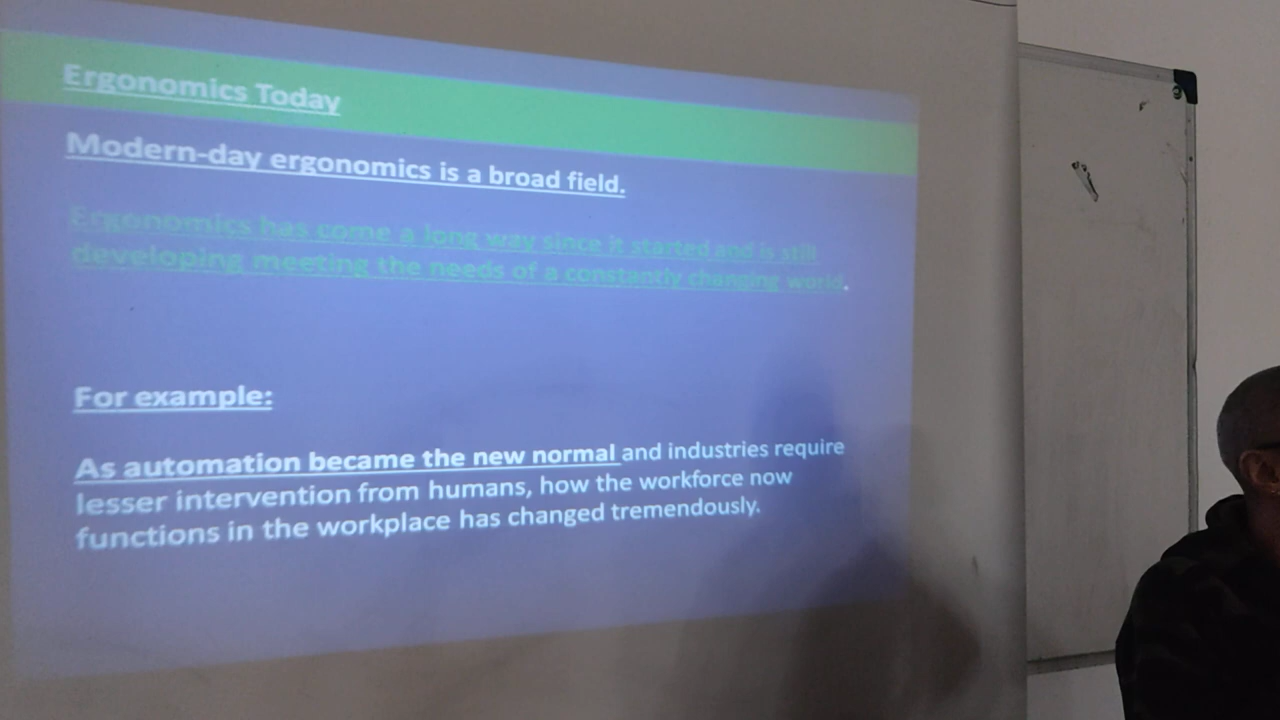 Ergonomics Today
Modern-day ergonomics is a broad field.
Ergonomics has come a long way since it started and is still
developing meeting the needs of a constantly changing world.
For example:
As automation became the new normal and industries require
lesser intervention from humans, how the workforce now
functions in the workplace has changed tremendously.